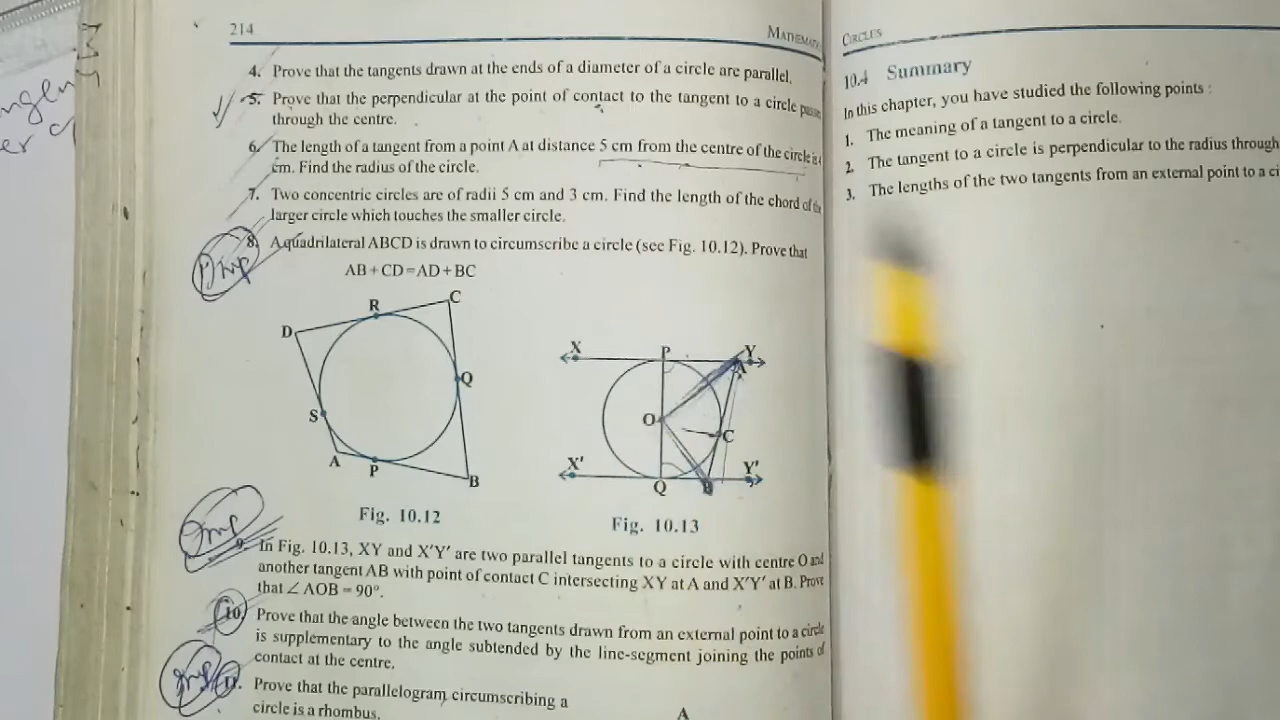 214
MATHEMAT
4. Prove that the tangents drawn at the ends of a diameter of a circle are parallel.
5. Prove that the perpendicular at the point of contact to the tangent to a circle passes
through the centre.
6. The length of a tangent from a point A at distance 5 cm from the centre of the circle is 4
cm. Find the radius of the circle.
7. Two concentric circles are of radii 5 cm and 3 cm. Find the length of the chord of the
larger circle which touches the smaller circle.
8. A quadrilateral ABCD is drawn to circumscribe a circle (see Fig. 10.12). Prove that
Imp
AB + CD = AD + BC
D R C Q B P A S
Fig. 10.12
X P Y A O C X' Q B Y'
Fig. 10.13
Imp
9. In Fig. 10.13, XY and X'Y' are two parallel tangents to a circle with centre O and
another tangent AB with point of contact C intersecting XY at A and X'Y' at B. Prove
that ∠ AOB = 90°.
10. Prove that the angle between the two tangents drawn from an external point to a circle
is supplementary to the angle subtended by the line-segment joining the points of
contact at the centre.
Imp
11. Prove that the parallelogram circumscribing a
circle is a rhombus.
A
CIRCLES
10.4 Summary
In this chapter, you have studied the following points :
1. The meaning of a tangent to a circle.
2. The tangent to a circle is perpendicular to the radius through
3. The lengths of the two tangents from an external point to a ci